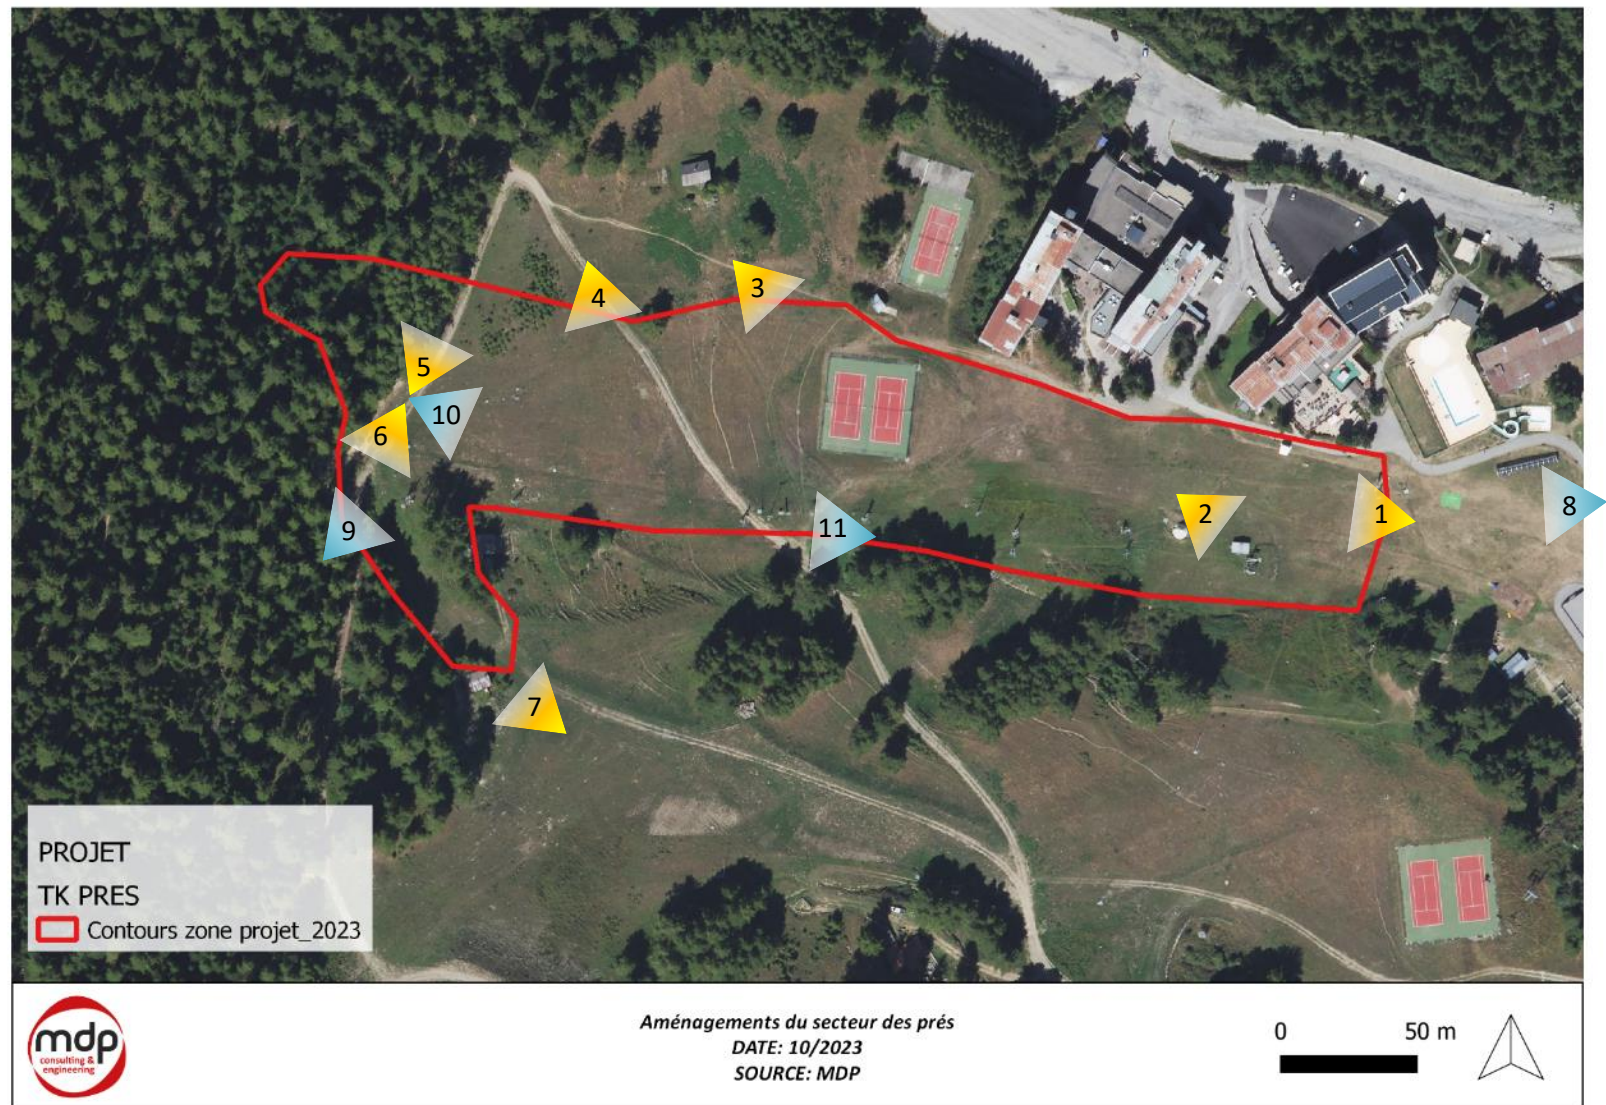 3
4
5
10
6
9
11
2
1
8
7
PROJET
TK PRES
Contours zone projet_2023
mdp
consulting &
engineering
Aménagements du secteur des prés
DATE: 10/2023
SOURCE: MDP
0 50 m